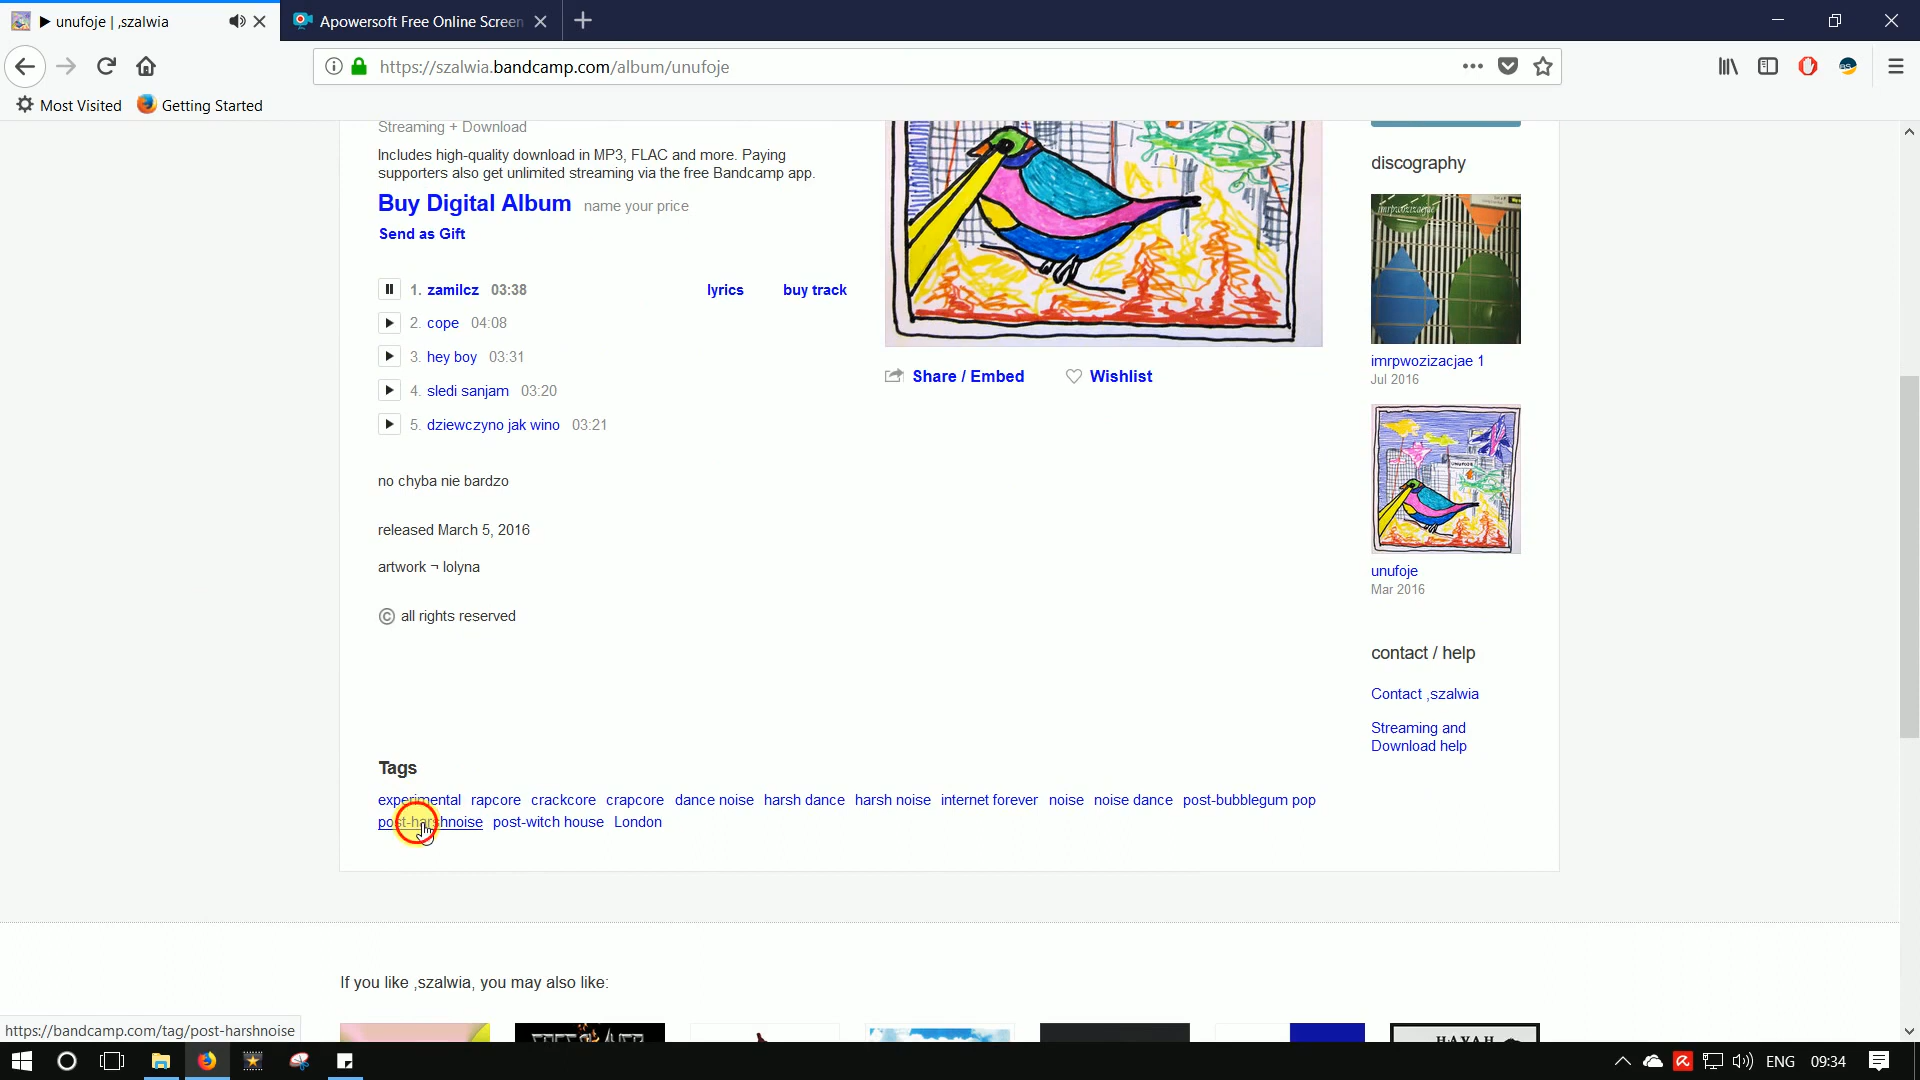 unufoje | ,szalwia
Apowersoft Free Online Screen
https://szalwia.bandcamp.com/album/unufoje
Most Visited
Getting Started
Streaming + Download
Includes high-quality download in MP3, FLAC and more. Paying
supporters also get unlimited streaming via the free Bandcamp app.
Buy Digital Album name your price
Send as Gift
1. zamilcz 03:38 lyrics buy track
2. cope 04:08
3. hey boy 03:31
4. sledi sanjam 03:20
5. dziewczyno jak wino 03:21
no chyba nie bardzo
released March 5, 2016
artwork ¬ lolyna
© all rights reserved
Share / Embed
Wishlist
discography
imrpwozizacjae
imrpwozizacjae 1
Jul 2016
UNUFOJE
unufoje
Mar 2016
contact / help
Contact ,szalwia
Streaming and
Download help
Tags
experimental rapcore crackcore crapcore dance noise harsh dance harsh noise internet forever noise noise dance post-bubblegum pop
post-harshnoise post-witch house London
If you like ,szalwia, you may also like:
HAYAH
https://bandcamp.com/tag/post-harshnoise
ENG
09:34